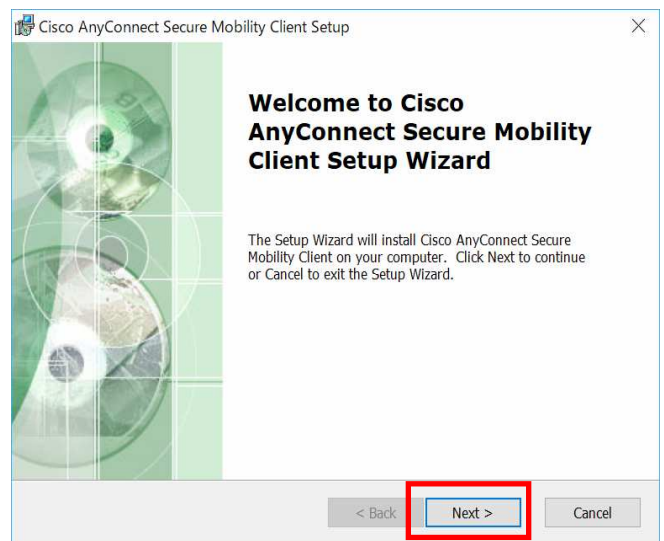 Cisco AnyConnect Secure Mobility Client Setup
Welcome to Cisco
AnyConnect Secure Mobility
Client Setup Wizard
The Setup Wizard will install Cisco AnyConnect Secure
Mobility Client on your computer. Click Next to continue
or Cancel to exit the Setup Wizard.
< Back Next > Cancel